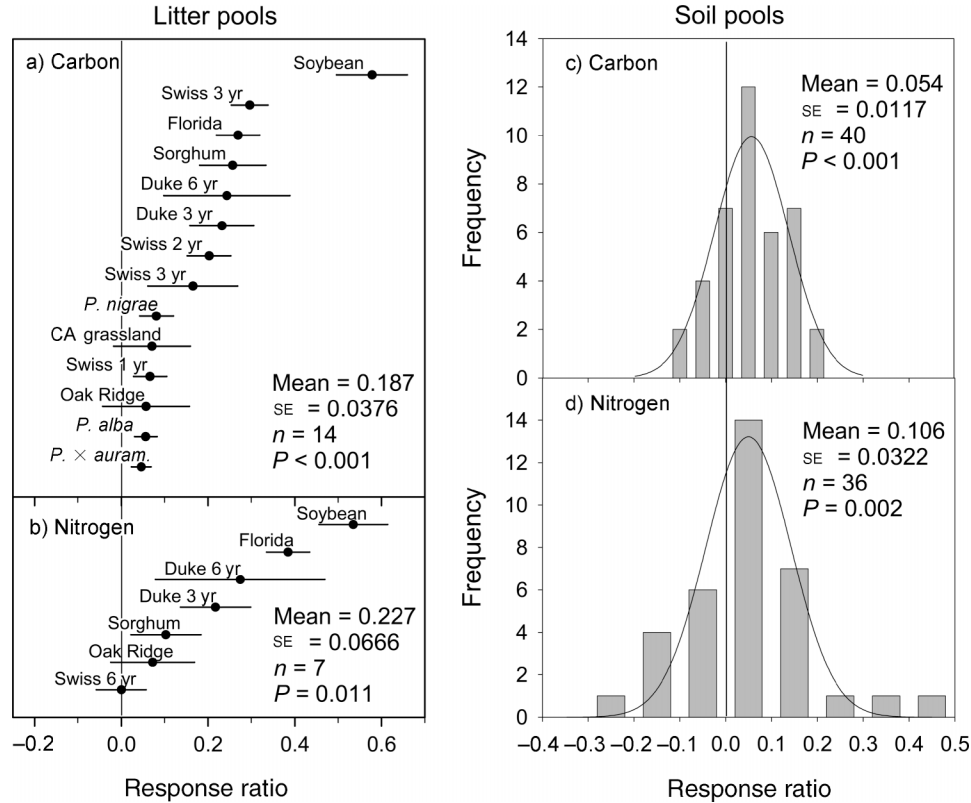 Litter pools
a) Carbon
Soybean
Swiss 3 yr
Florida
Sorghum
Duke 6 yr
Duke 3 yr
Swiss 2 yr
Swiss 3 yr
P. nigrae
CA grassland
Swiss 1 yr
Oak Ridge
P. alba
P. × auram.
Mean = 0.187
SE = 0.0376
n = 14
P < 0.001
b) Nitrogen
Soybean
Florida
Duke 6 yr
Duke 3 yr
Sorghum
Oak Ridge
Swiss 6 yr
Mean = 0.227
SE = 0.0666
n = 7
P = 0.011
–0.2 0.0 0.2 0.4 0.6
Response ratio
Soil pools
c) Carbon
Mean = 0.054
SE = 0.0117
n = 40
P < 0.001
14
12
10
8
6
4
2
0
Frequency
d) Nitrogen
Mean = 0.106
SE = 0.0322
n = 36
P = 0.002
14
12
10
8
6
4
2
0
Frequency
–0.4 –0.3 –0.2 –0.1 0.0 0.1 0.2 0.3 0.4 0.5
Response ratio